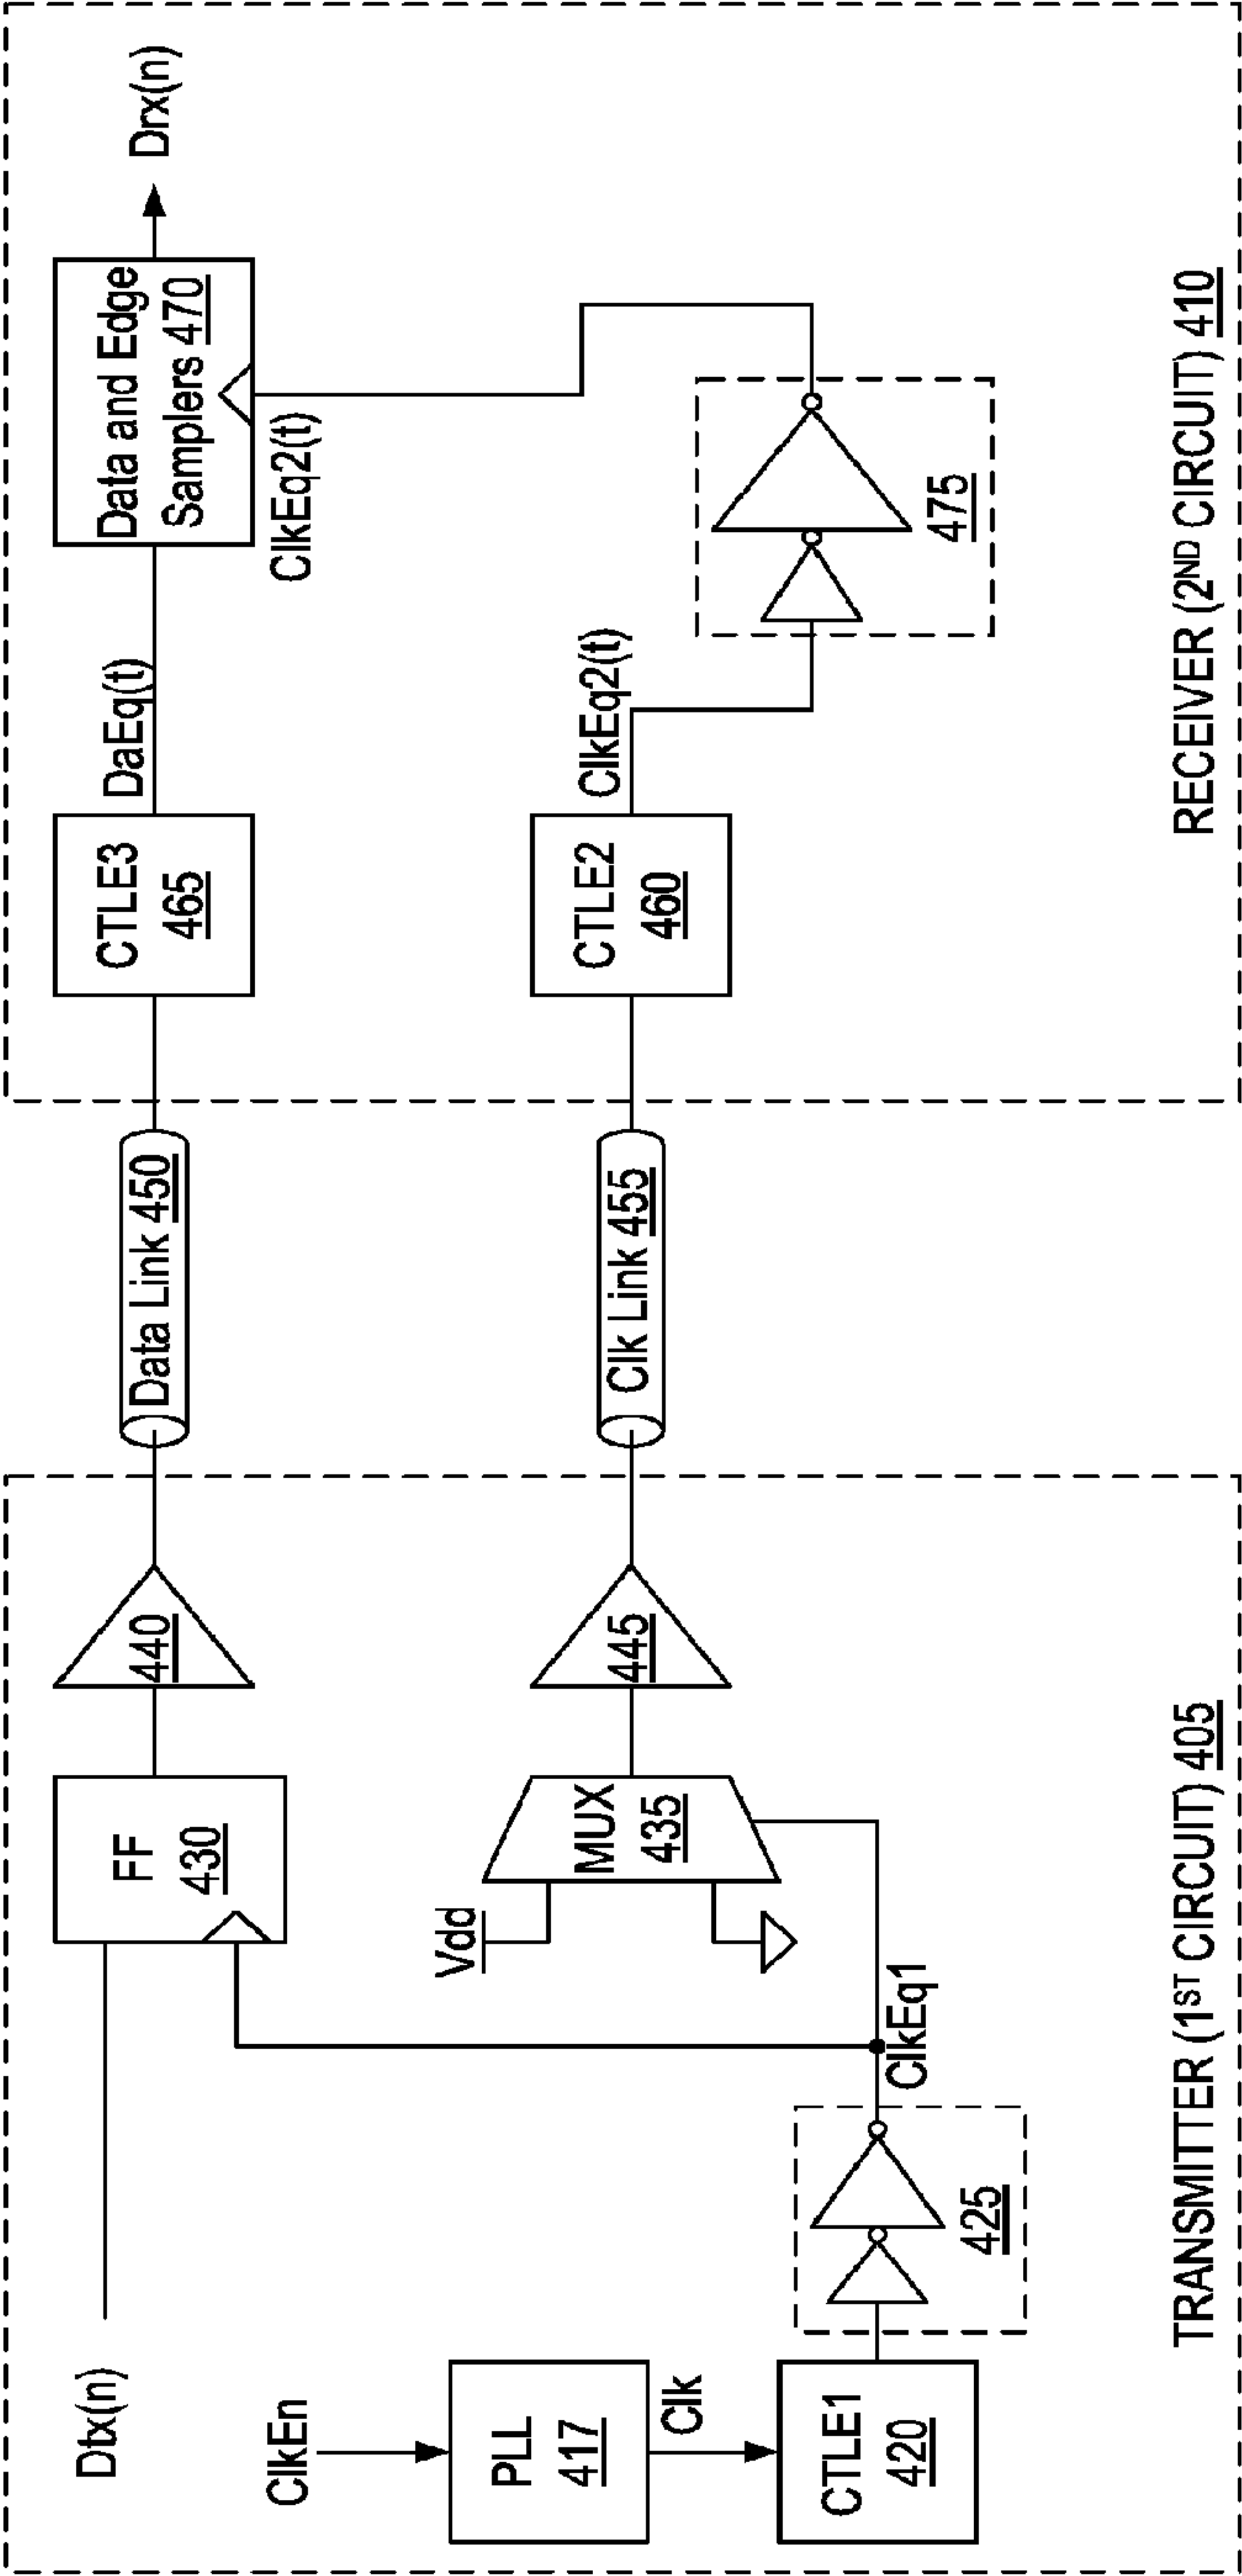 Dtx(n)
FF
430
440
Data Link 450
CTLE3
465
DaEq(t)
Data and Edge
Samplers 470
Drx(n)
ClkEq2(t)
ClkEn
PLL
417
Clk
Vdd
MUX
435
445
Clk Link 455
CTLE2
460
ClkEq2(t)
475
CTLE1
420
425
ClkEq1
TRANSMITTER (1ST CIRCUIT) 405
RECEIVER (2ND CIRCUIT) 410